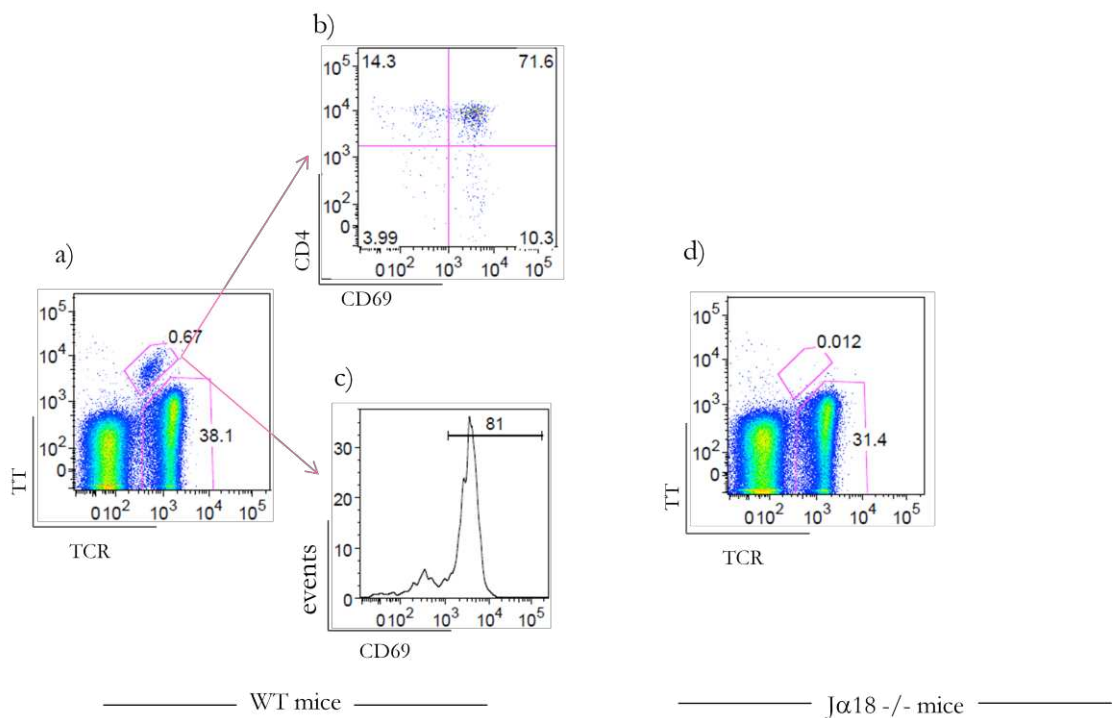 b)
14.3 71.6
10⁵
10⁴
10³
10²
0
3.99 10.3
0 10² 10³ 10⁴ 10⁵
CD4
CD69
a)
0.67
38.1
10⁵
10⁴
10³
10²
0
0 10² 10³ 10⁴ 10⁵
TT
TCR
c)
81
30
20
10
0
0 10² 10³ 10⁴ 10⁵
events
CD69
d)
0.012
31.4
10⁵
10⁴
10³
10²
0
0 10² 10³ 10⁴ 10⁵
TT
TCR
WT mice
Jα18 -/- mice